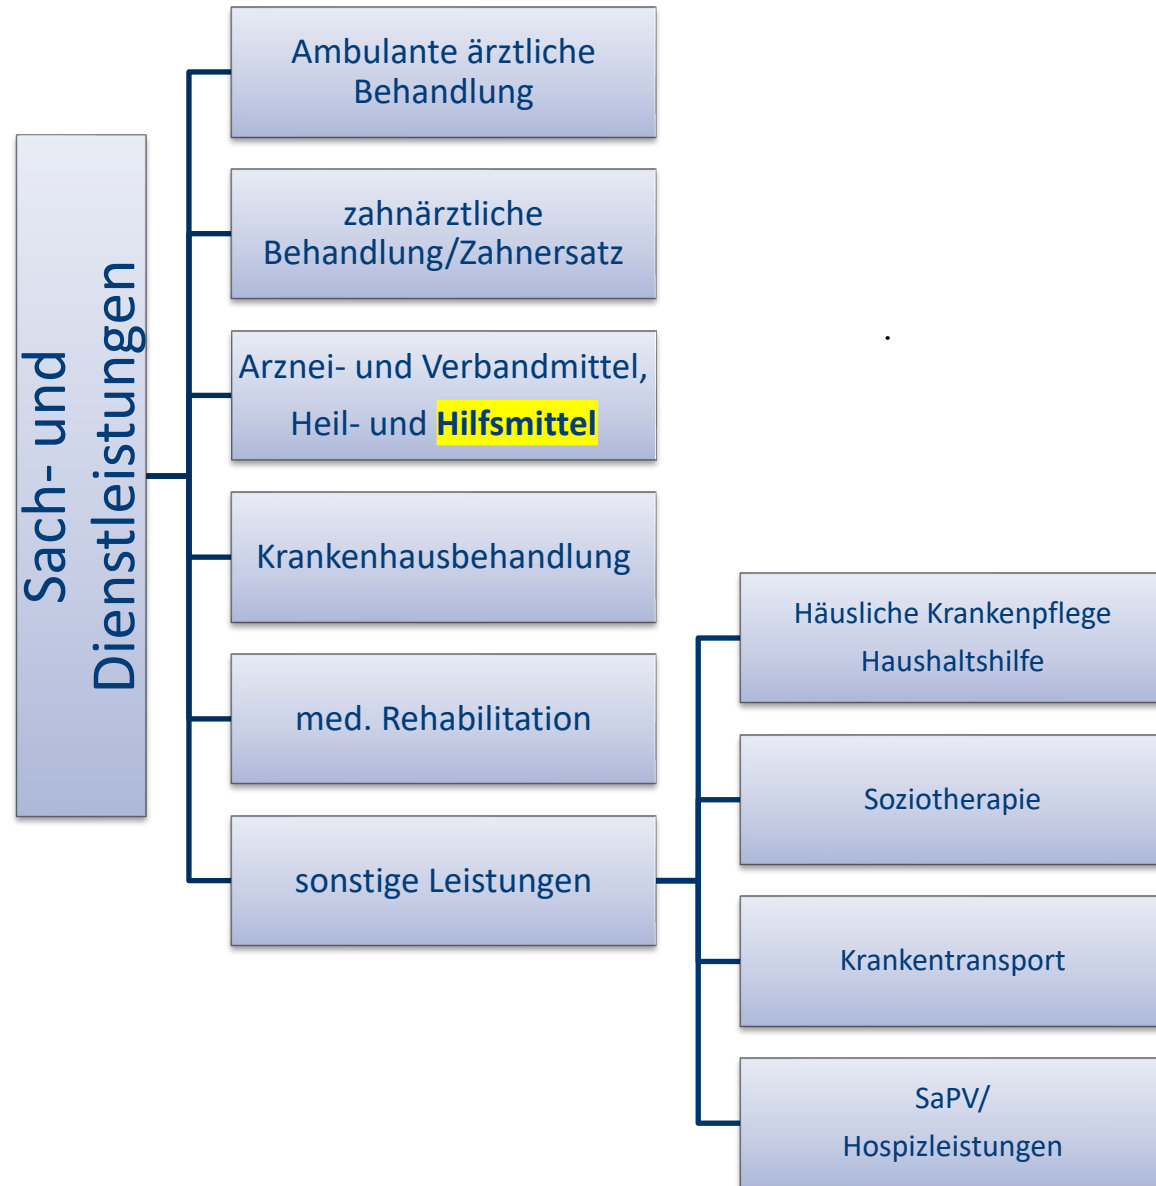 Sach- und
Dienstleistungen
Ambulante ärztliche
Behandlung
zahnärztliche
Behandlung/Zahnersatz
Arznei- und Verbandmittel,
Heil- und Hilfsmittel
Krankenhausbehandlung
med. Rehabilitation
sonstige Leistungen
Häusliche Krankenpflege
Haushaltshilfe
Soziotherapie
Krankentransport
SaPV/
Hospizleistungen
.